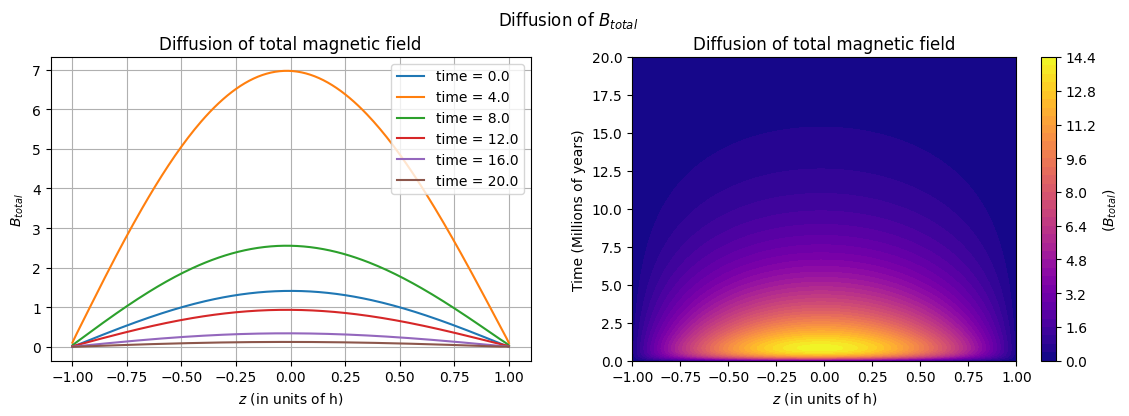 Diffusion of B_total
Diffusion of total magnetic field
7
6
5
4
3
2
1
0
B_total
−1.00 −0.75 −0.50 −0.25 0.00 0.25 0.50 0.75 1.00
z (in units of h)
time = 0.0
time = 4.0
time = 8.0
time = 12.0
time = 16.0
time = 20.0
Diffusion of total magnetic field
20.0
17.5
15.0
12.5
10.0
7.5
5.0
2.5
0.0
Time (Millions of years)
−1.00 −0.75 −0.50 −0.25 0.00 0.25 0.50 0.75 1.00
z (in units of h)
14.4
12.8
11.2
9.6
8.0
6.4
4.8
3.2
1.6
0.0
(B_total)